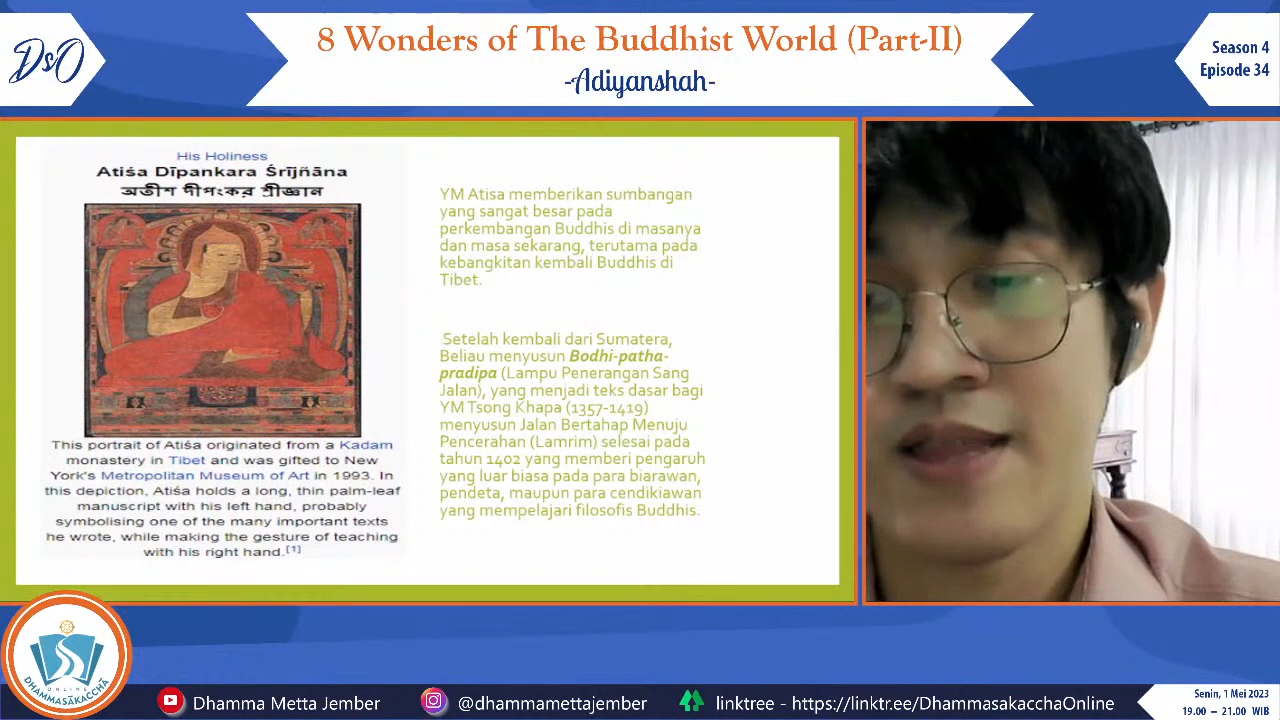 DsO
8 Wonders of The Buddhist World (Part-II)
-Adiyanshah-
Season 4
Episode 34
His Holiness
Atiśa Dīpankara Śrījñāna
অতীশ দীপংকর শ্রীজ্ঞান
This portrait of Atiśa originated from a Kadam
monastery in Tibet and was gifted to New
York's Metropolitan Museum of Art in 1993. In
this depiction, Atiśa holds a long, thin palm-leaf
manuscript with his left hand, probably
symbolising one of the many important texts
he wrote, while making the gesture of teaching
with his right hand.[1]
YM Atisa memberikan sumbangan
yang sangat besar pada
perkembangan Buddhis di masanya
dan masa sekarang, terutama pada
kebangkitan kembali Buddhis di
Tibet.
Setelah kembali dari Sumatera,
Beliau menyusun Bodhi-patha-
pradipa (Lampu Penerangan Sang
Jalan), yang menjadi teks dasar bagi
YM Tsong Khapa (1357-1419)
menyusun Jalan Bertahap Menuju
Pencerahan (Lamrim) selesai pada
tahun 1402 yang memberi pengaruh
yang luar biasa pada para biarawan,
pendeta, maupun para cendikiawan
yang mempelajari filosofis Buddhis.
ONLINE
DHAMMASĀKACCHĀ
Dhamma Metta Jember
@dhammamettajember
linktree - https://linktr.ee/DhammasakacchaOnline
Senin, 1 Mei 2023
19.00 – 21.00 WIB